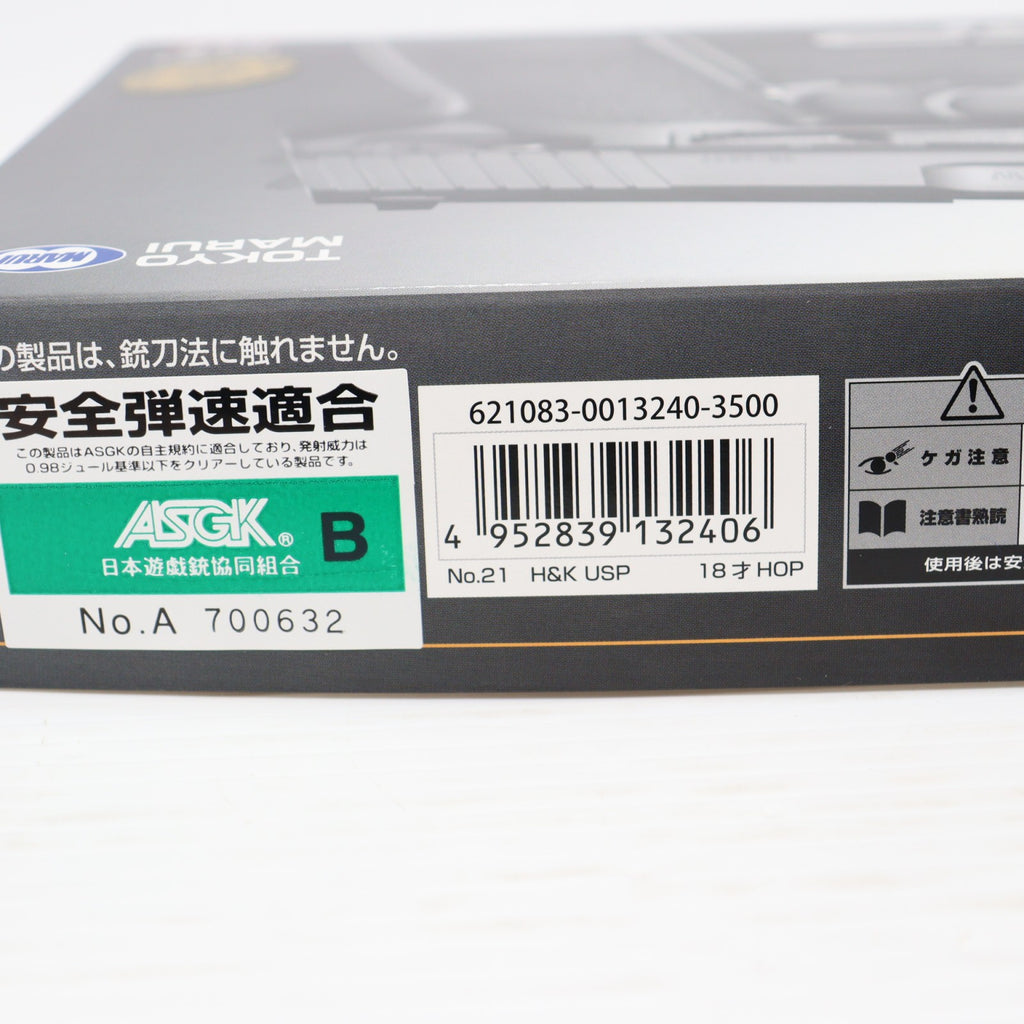 MARUI
TOKYO
MARUI
の製品は、銃刀法に触れません。
安全弾速適合
この製品はASGKの自主規約に適合しており、発射威力は
0.98ジュール基準以下をクリアーしている製品です。
ASGK® B
日本遊戯銃協同組合
No.A 700632
621083-0013240-3500
4 952839 132406
No.21 H&K USP 18才HOP
ケガ注意
注意書熟読
使用後は安